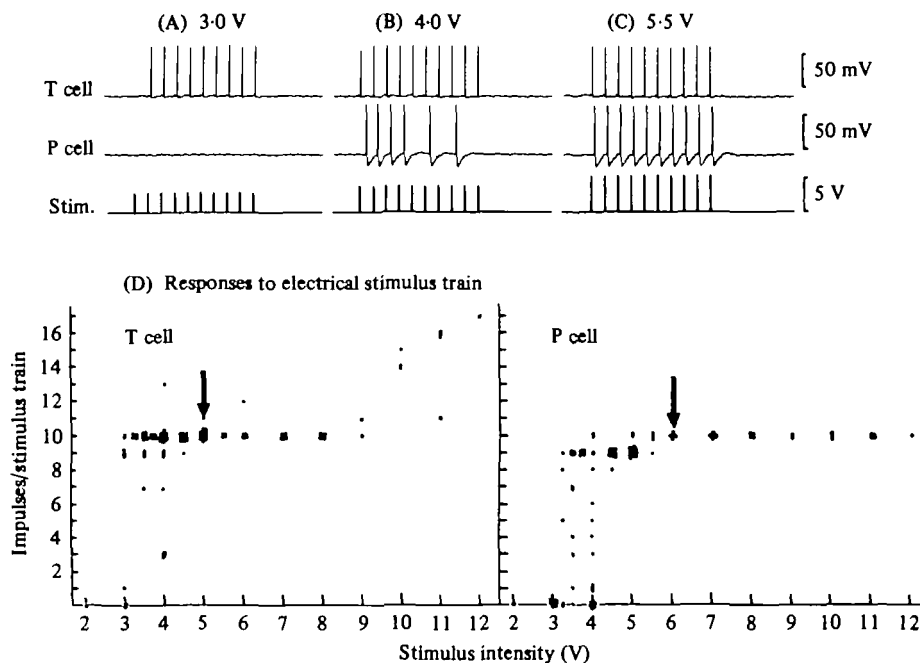 (A) 3·0 V (B) 4·0 V (C) 5·5 V
T cell 50 mV
P cell 50 mV
Stim. 5 V
(D) Responses to electrical stimulus train
T cell P cell
Impulses/stimulus train
16
14
12
10
8
6
4
2
2 3 4 5 6 7 8 9 10 11 12 2 3 4 5 6 7 8 9 10 11 12
Stimulus intensity (V)